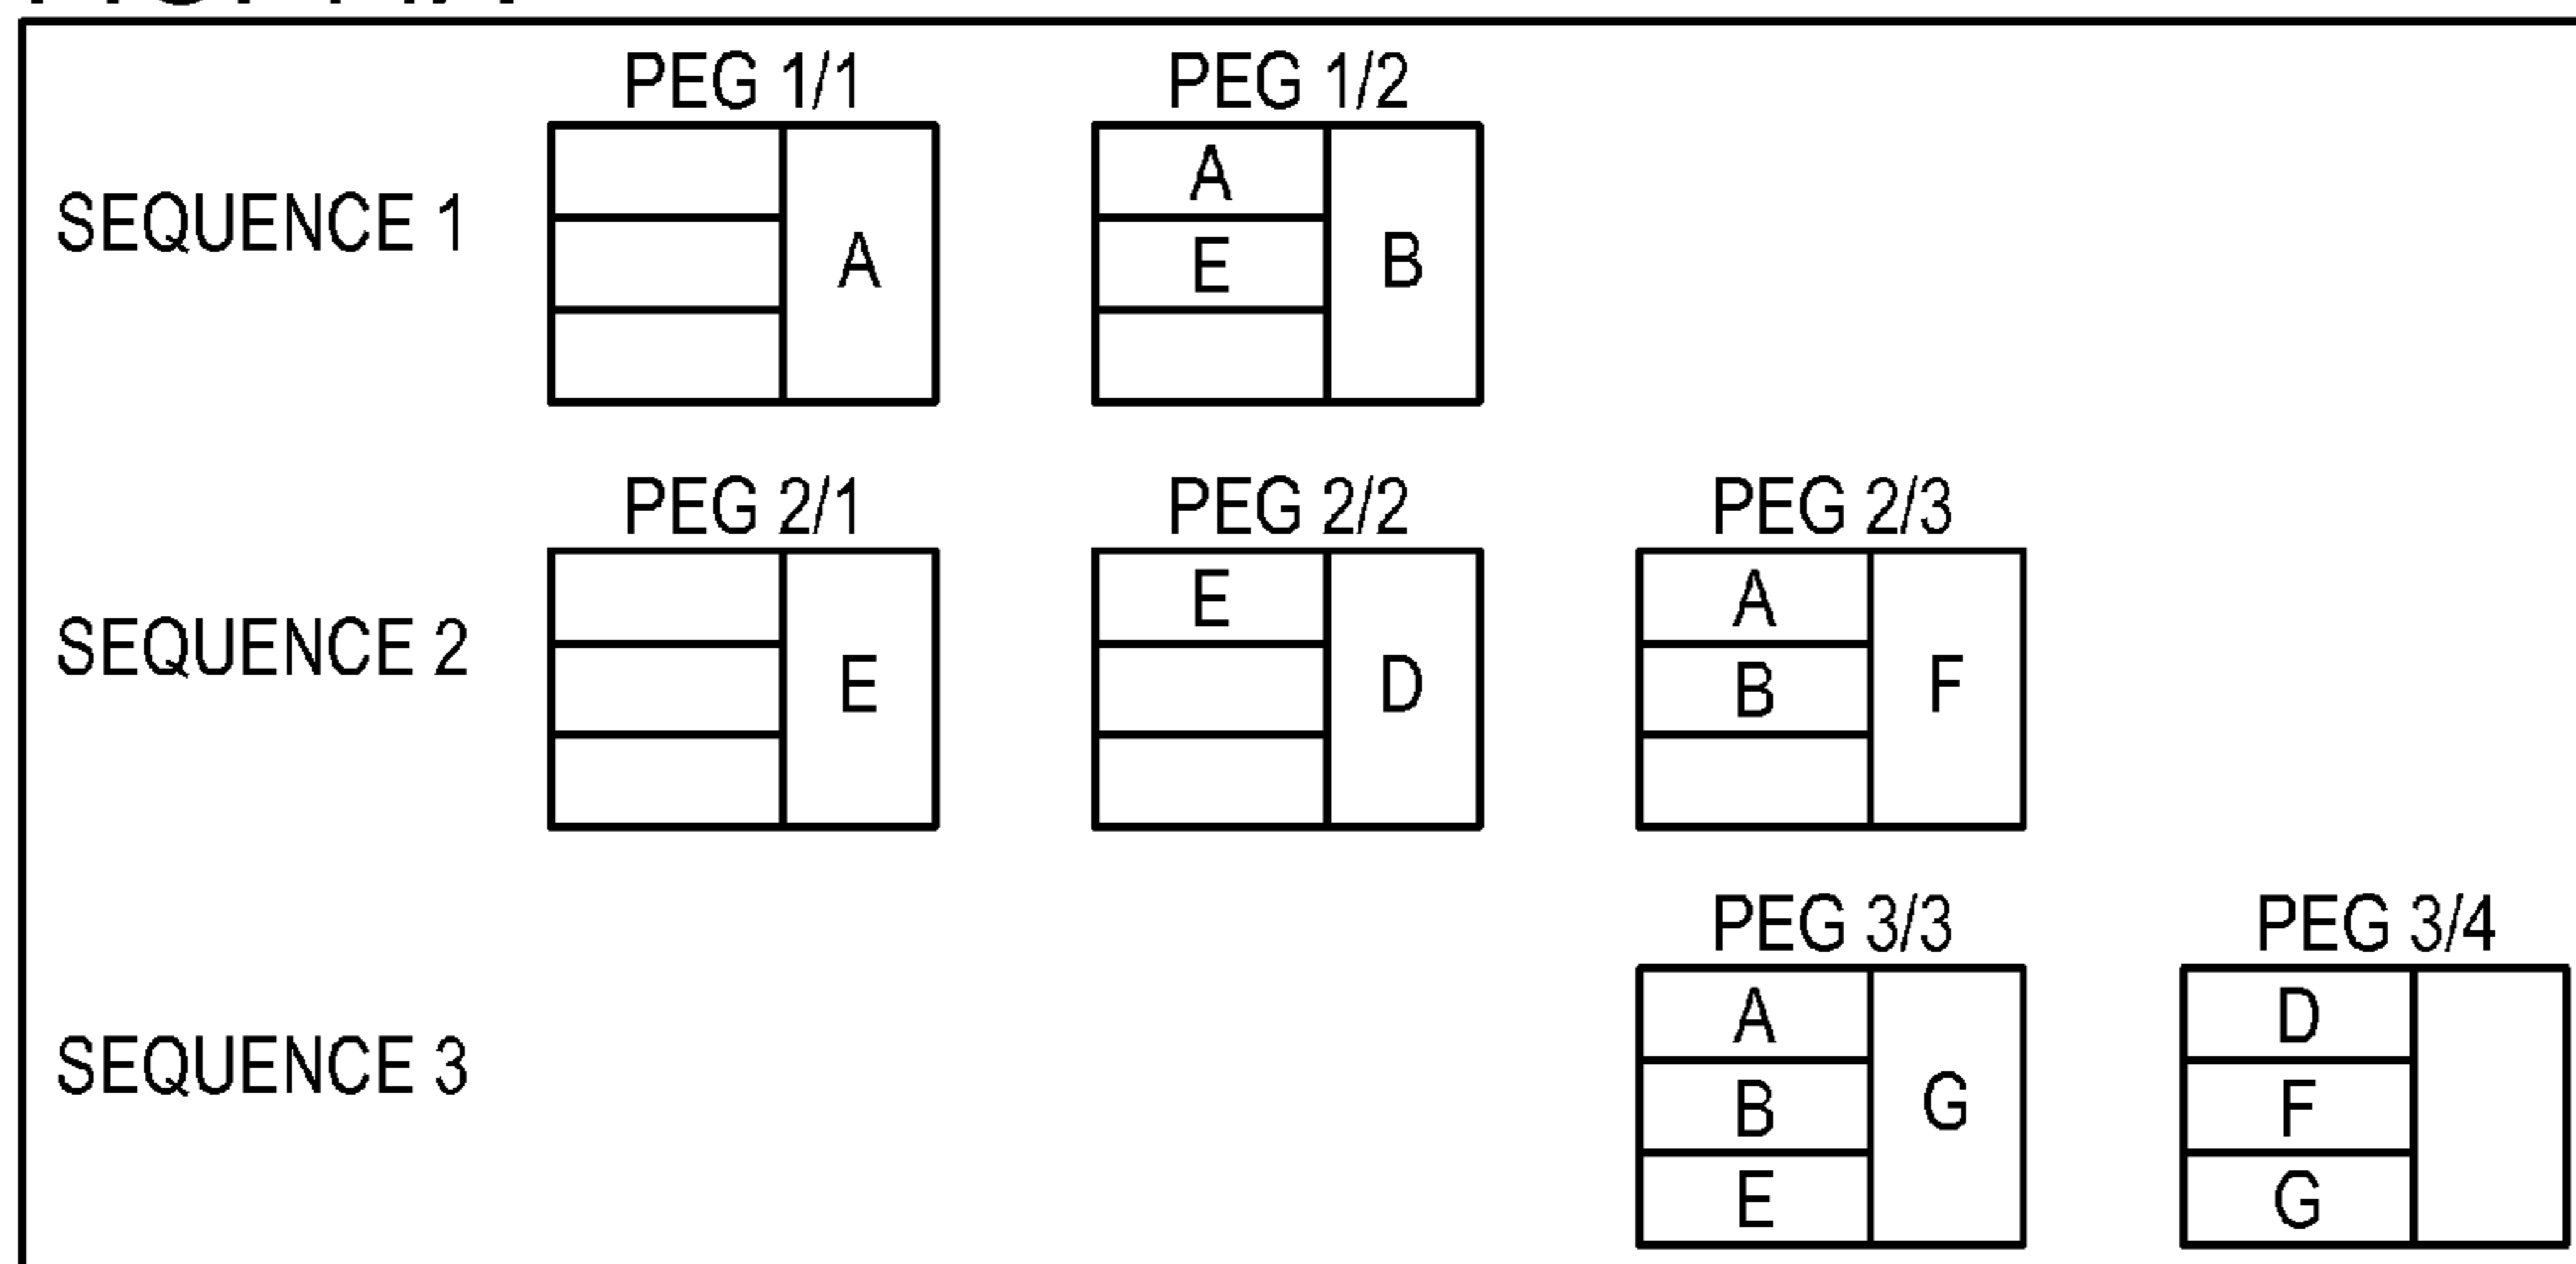 PEG 1/1 PEG 1/2
A
SEQUENCE 1 A E B
PEG 2/1 PEG 2/2 PEG 2/3
E A
SEQUENCE 2 E D B F
PEG 3/3 PEG 3/4
A D
SEQUENCE 3 B G F
E G